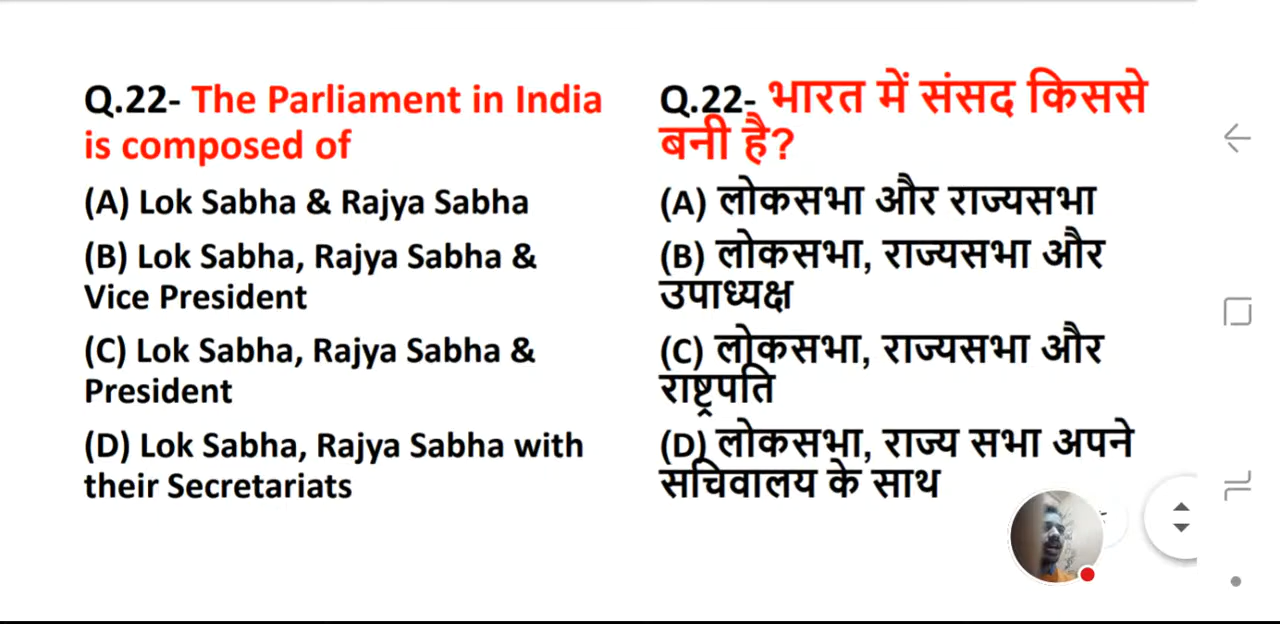 Q.22- The Parliament in India
is composed of
(A) Lok Sabha & Rajya Sabha
(B) Lok Sabha, Rajya Sabha &
Vice President
(C) Lok Sabha, Rajya Sabha &
President
(D) Lok Sabha, Rajya Sabha with
their Secretariats
Q.22- भारत में संसद किससे
बनी है?
(A) लोकसभा और राज्यसभा
(B) लोकसभा, राज्यसभा और
उपाध्यक्ष
(C) लोकसभा, राज्यसभा और
राष्ट्रपति
(D) लोकसभा, राज्य सभा अपने
सचिवालय के साथ